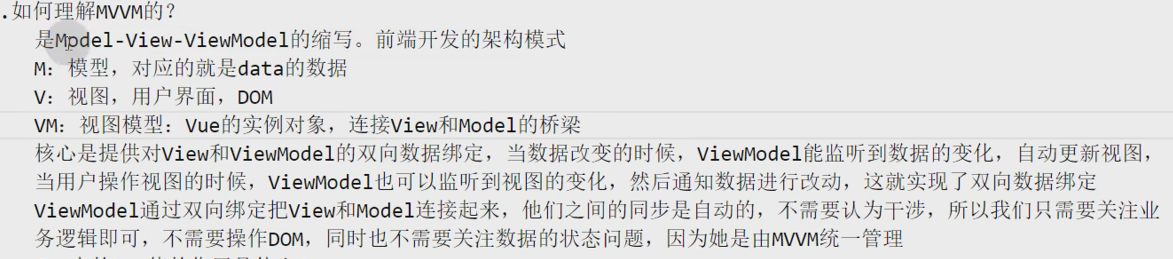 .如何理解MVVM的？
是Model-View-ViewModel的缩写。前端开发的架构模式
M：模型，对应的就是data的数据
V：视图，用户界面，DOM
VM：视图模型：Vue的实例对象，连接View和Model的桥梁
核心是提供对View和ViewModel的双向数据绑定，当数据改变的时候，ViewModel能监听到数据的变化，自动更新视图，
当用户操作视图的时候，ViewModel也可以监听到视图的变化，然后通知数据进行改动，这就实现了双向数据绑定
ViewModel通过双向绑定把View和Model连接起来，他们之间的同步是自动的，不需要认为干涉，所以我们只需要关注业
务逻辑即可，不需要操作DOM，同时也不需要关注数据的状态问题，因为她是由MVVM统一管理